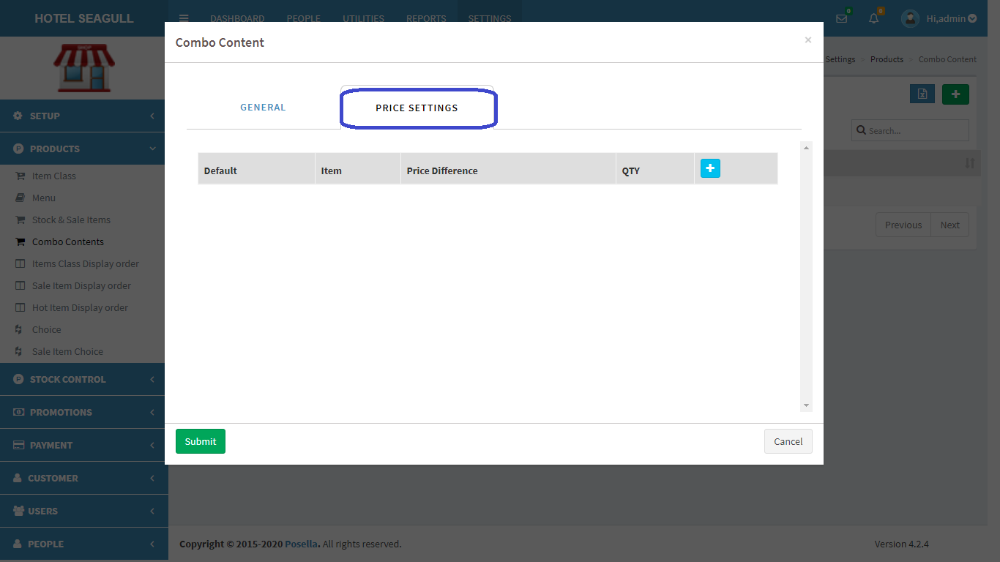 HOTEL SEAGULL
DASHBOARD PEOPLE UTILITIES REPORTS SETTINGS
0 0 Hi,admin
SHOP
Combo Content ×
Settings > Products > Combo Content
GENERAL PRICE SETTINGS
Search...
Default Item Price Difference QTY
Previous Next
SETUP
PRODUCTS
Item Class
Menu
Stock & Sale Items
Combo Contents
Items Class Display order
Sale Item Display order
Hot Item Display order
Choice
Sale Item Choice
STOCK CONTROL
PROMOTIONS
PAYMENT
CUSTOMER
USERS
PEOPLE
Submit Cancel
Copyright © 2015-2020 Posella. All rights reserved. Version 4.2.4